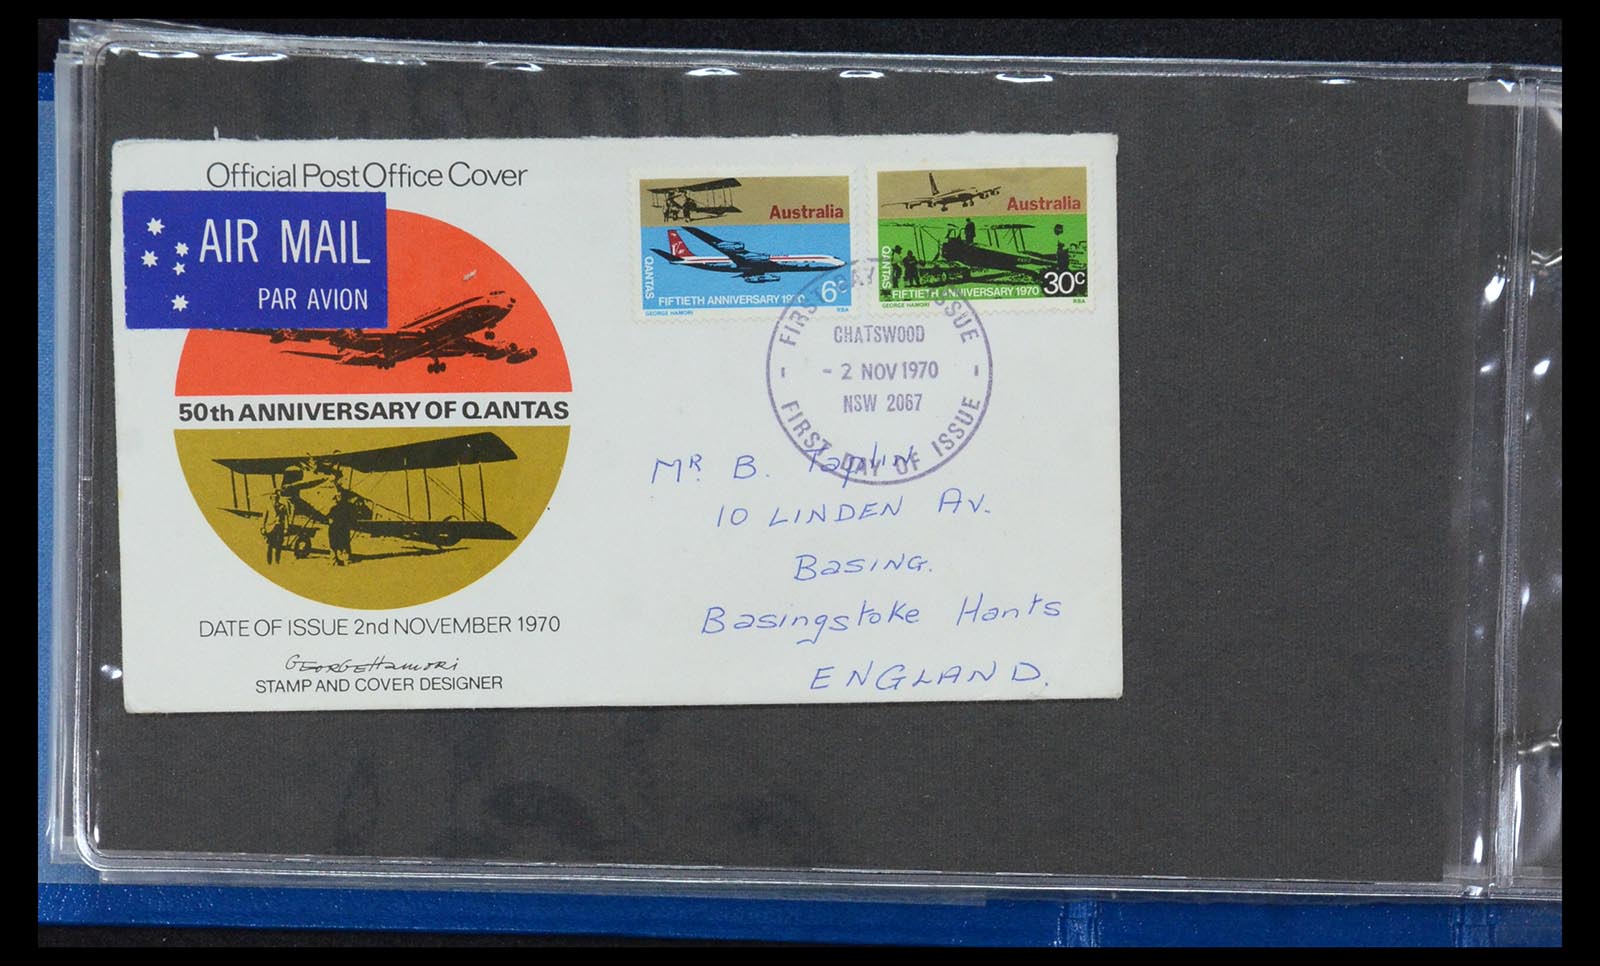 Official Post Office Cover
AIR MAIL
PAR AVION
50th ANNIVERSARY OF QANTAS
DATE OF ISSUE 2nd NOVEMBER 1970
George Hamori
STAMP AND COVER DESIGNER
Australia
QANTAS
FIFTIETH ANNIVERSARY 1970
6c
GEORGE HAMORI
RBA
Australia
QANTAS
FIFTIETH ANNIVERSARY 1970
30c
GEORGE HAMORI
RBA
FIRST DAY OF ISSUE
CHATSWOOD
- 2 NOV 1970
NSW 2067
FIRST DAY OF ISSUE
Mr B. Taplin
10 LINDEN Av.
Basing.
Basingstoke Hants
ENGLAND.